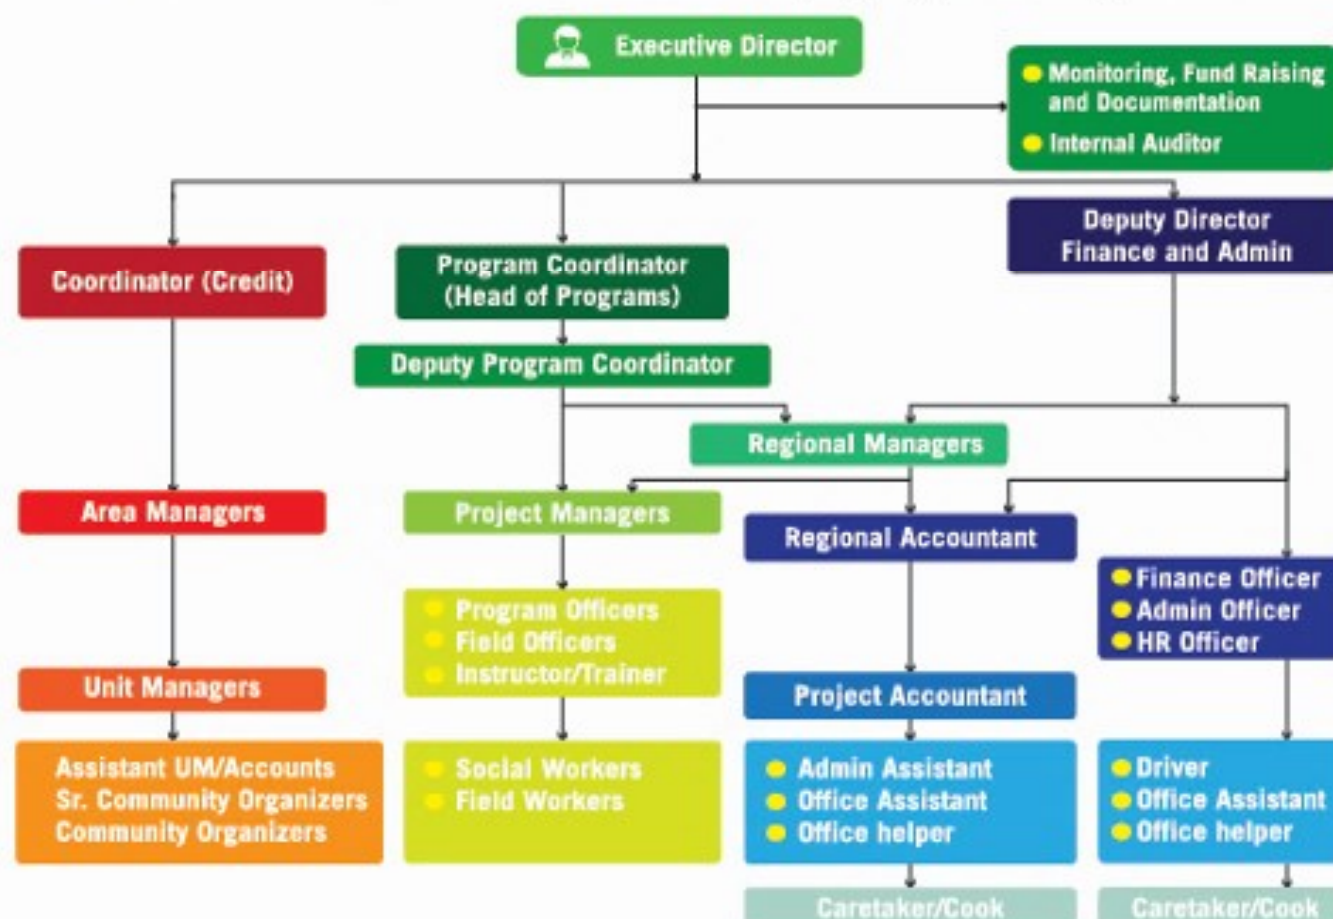 Executive Director
Monitoring, Fund Raising
and Documentation
Internal Auditor
Deputy Director
Finance and Admin
Coordinator (Credit)
Program Coordinator
(Head of Programs)
Deputy Program Coordinator
Regional Managers
Area Managers
Project Managers
Regional Accountant
Finance Officer
Admin Officer
HR Officer
Program Officers
Field Officers
Instructor/Trainer
Unit Managers
Project Accountant
Assistant UM/Accounts
Sr. Community Organizers
Community Organizers
Social Workers
Field Workers
Admin Assistant
Office Assistant
Office helper
Driver
Office Assistant
Office helper
Caretaker/Cook
Caretaker/Cook